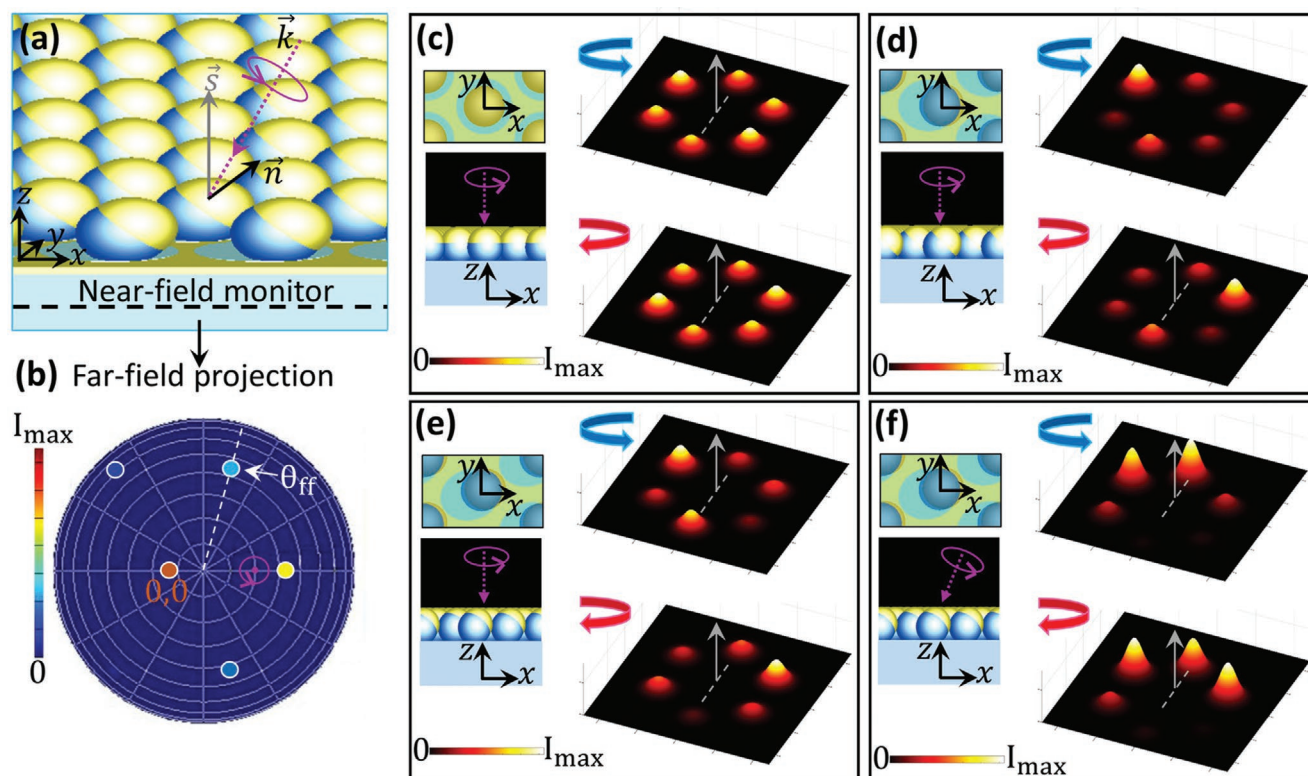 (a)
k⃗
s⃗
n⃗
z
y
x
Near-field monitor
(b) Far-field projection
I_max
0
θ_ff
0,0
(c)
y
x
z
x
0 I_max
(d)
y
x
z
x
0 I_max
(e)
y
x
z
x
0 I_max
(f)
y
x
z
x
0 I_max